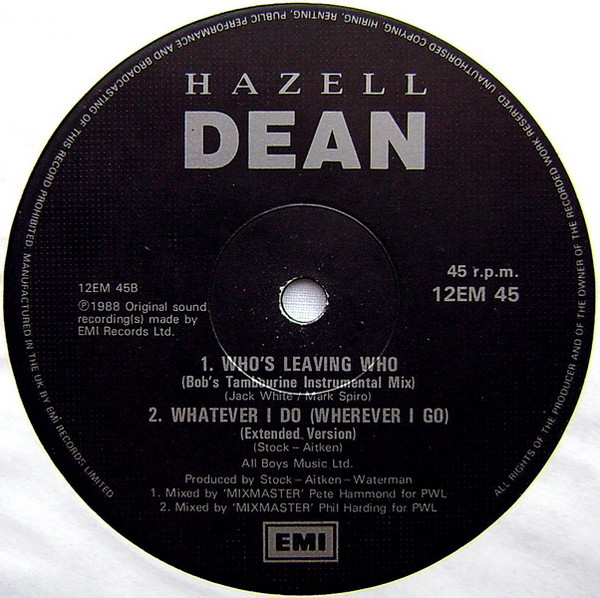 ALL RIGHTS OF THE PRODUCER AND OF THE OWNER OF THE RECORDED WORK RESERVED. UNAUTHORISED COPYING, HIRING, RENTING, PUBLIC PERFORMANCE AND BROADCASTING OF THIS RECORD PROHIBITED. MANUFACTURED IN THE UK BY EMI RECORDS LIMITED
HAZELL
DEAN
12EM 45B
℗1988 Original sound
recording(s) made by
EMI Records Ltd.
45 r.p.m.
12EM 45
1. WHO'S LEAVING WHO
(Bob's Tambourine Instrumental Mix)
(Jack White / Mark Spiro)
2. WHATEVER I DO (WHEREVER I GO)
(Extended Version)
(Stock – Aitken)
All Boys Music Ltd.
Produced by Stock – Aitken – Waterman
1. Mixed by 'MIXMASTER' Pete Hammond for PWL
2. Mixed by 'MIXMASTER' Phil Harding for PWL
EMI